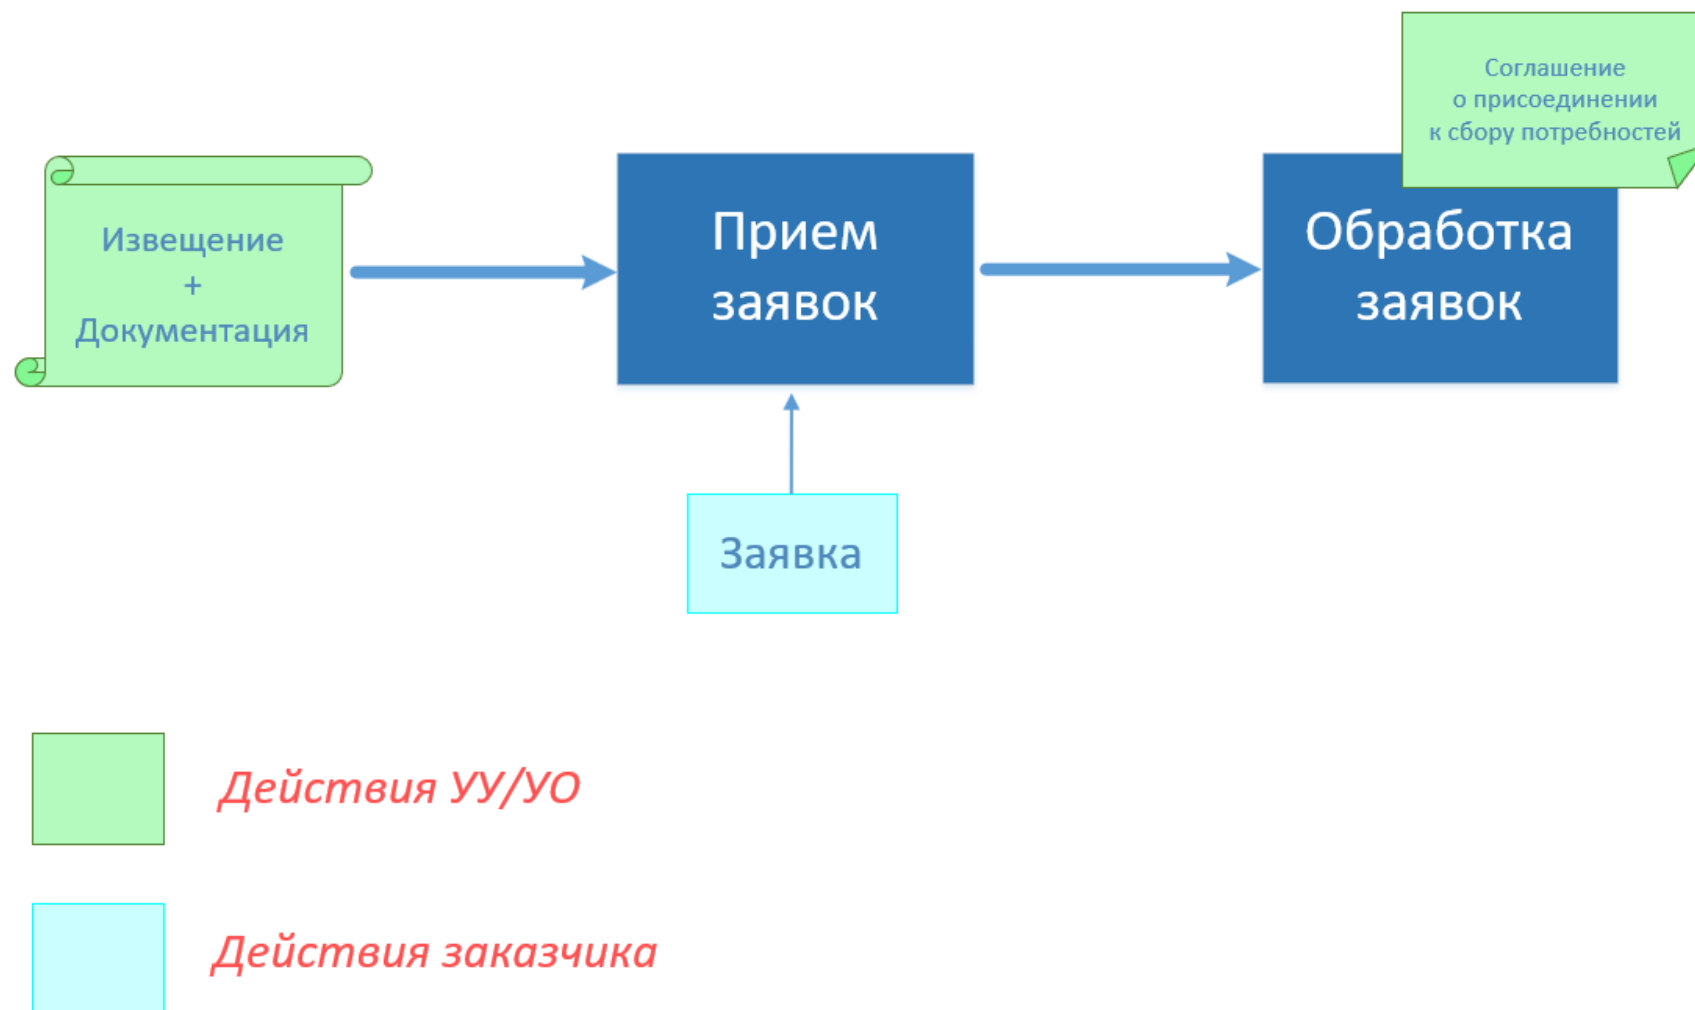 Соглашение
о присоединении
к сбору потребностей
Извещение
+
Документация
Прием
заявок
Обработка
заявок
Заявка
Действия УУ/УО
Действия заказчика